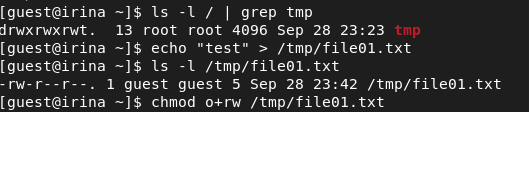 [guest@irina ~]$ ls -l / | grep tmp
drwxrwxrwt.  13 root root 4096 Sep 28 23:23 tmp
[guest@irina ~]$ echo "test" > /tmp/file01.txt
[guest@irina ~]$ ls -l /tmp/file01.txt
-rw-r--r--. 1 guest guest 5 Sep 28 23:42 /tmp/file01.txt
[guest@irina ~]$ chmod o+rw /tmp/file01.txt